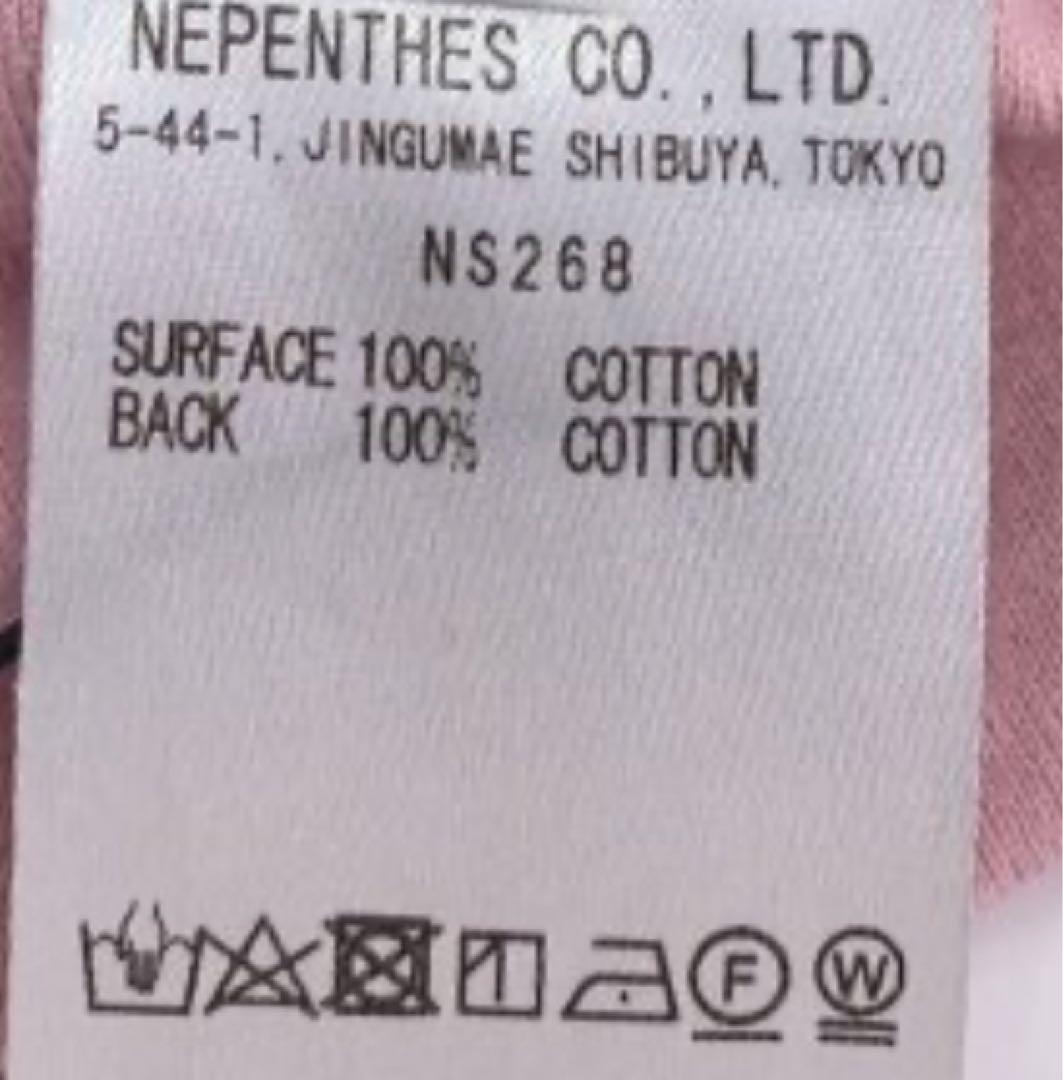 NEPENTHES CO., LTD.
5-44-1, JINGUMAE SHIBUYA, TOKYO
NS268
SURFACE 100% COTTON
BACK 100% COTTON
F W